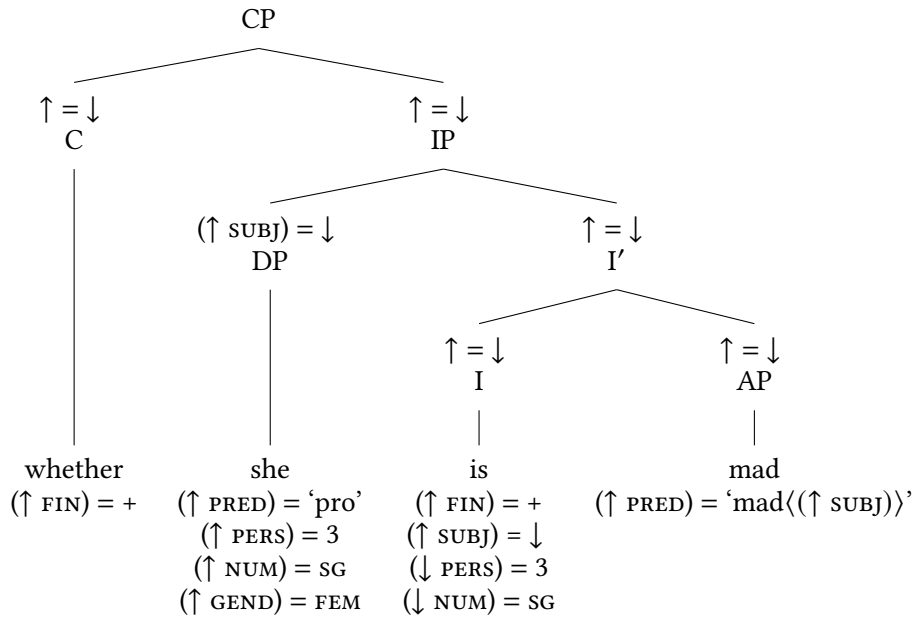 CP
↑ = ↓ ↑ = ↓
C IP
(↑ SUBJ) = ↓ ↑ = ↓
DP I′
↑ = ↓ ↑ = ↓
I AP
whether she is mad
(↑ FIN) = + (↑ PRED) = ‘pro’ (↑ FIN) = + (↑ PRED) = ‘mad⟨(↑ SUBJ)⟩’
(↑ PERS) = 3 (↑ SUBJ) = ↓
(↑ NUM) = SG (↓ PERS) = 3
(↑ GEND) = FEM (↓ NUM) = SG